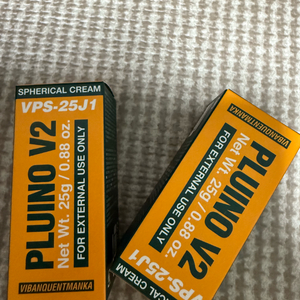 SPHERICAL CREAM
VPS-25J1
PLUINO V2
Net Wt. 25g / 0.88 oz.
FOR EXTERNAL USE ONLY
VIBANQUENTMANKA
VIBANQUENTMANKA
FOR EXTERNAL USE ONLY
Net Wt. 25g / 0.88 oz.
PLUINO V2
VPS-25J1
CREAM